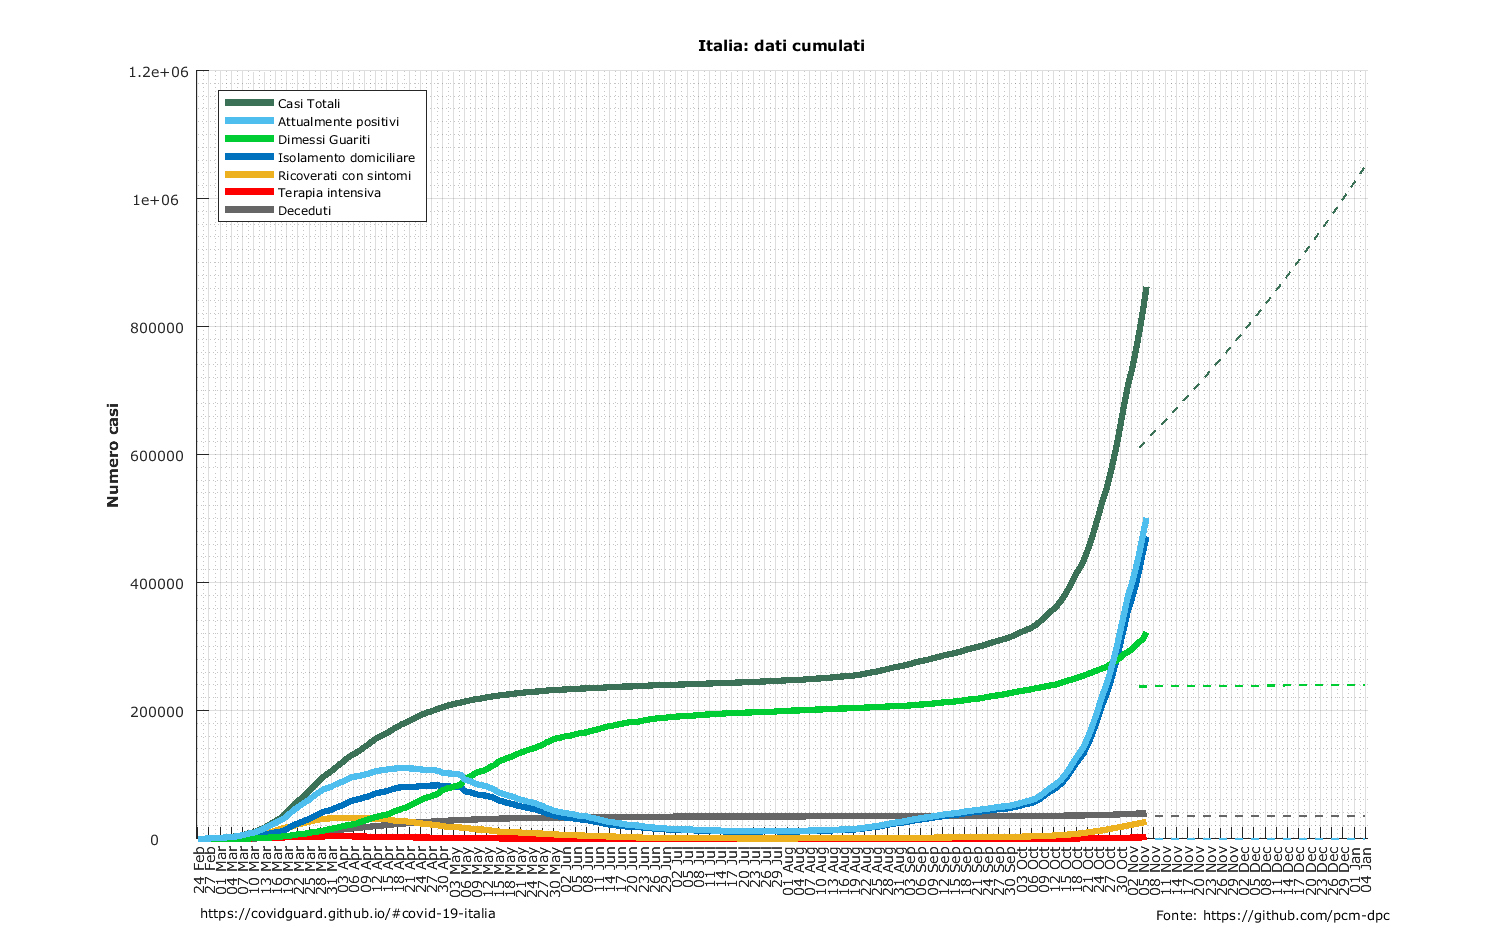 Italia: dati cumulati
1.2e+06
1e+06
800000
600000
400000
200000
0
Numero casi
Casi Totali
Attualmente positivi
Dimessi Guariti
Isolamento domiciliare
Ricoverati con sintomi
Terapia intensiva
Deceduti
24 Feb
27 Feb
01 Mar
04 Mar
07 Mar
10 Mar
13 Mar
16 Mar
19 Mar
22 Mar
25 Mar
28 Mar
31 Mar
03 Apr
06 Apr
09 Apr
12 Apr
15 Apr
18 Apr
21 Apr
24 Apr
27 Apr
30 Apr
03 May
06 May
09 May
12 May
15 May
18 May
21 May
24 May
27 May
30 May
02 Jun
05 Jun
08 Jun
11 Jun
14 Jun
17 Jun
20 Jun
23 Jun
26 Jun
29 Jun
02 Jul
05 Jul
08 Jul
11 Jul
14 Jul
17 Jul
20 Jul
23 Jul
26 Jul
29 Jul
01 Aug
04 Aug
07 Aug
10 Aug
13 Aug
16 Aug
19 Aug
22 Aug
25 Aug
28 Aug
31 Aug
03 Sep
06 Sep
09 Sep
12 Sep
15 Sep
18 Sep
21 Sep
24 Sep
27 Sep
30 Sep
03 Oct
06 Oct
09 Oct
12 Oct
15 Oct
18 Oct
21 Oct
24 Oct
27 Oct
30 Oct
02 Nov
05 Nov
08 Nov
11 Nov
14 Nov
17 Nov
20 Nov
23 Nov
26 Nov
29 Nov
02 Dec
05 Dec
08 Dec
11 Dec
14 Dec
17 Dec
20 Dec
23 Dec
26 Dec
29 Dec
01 Jan
04 Jan
https://covidguard.github.io/#covid-19-italia
Fonte: https://github.com/pcm-dpc